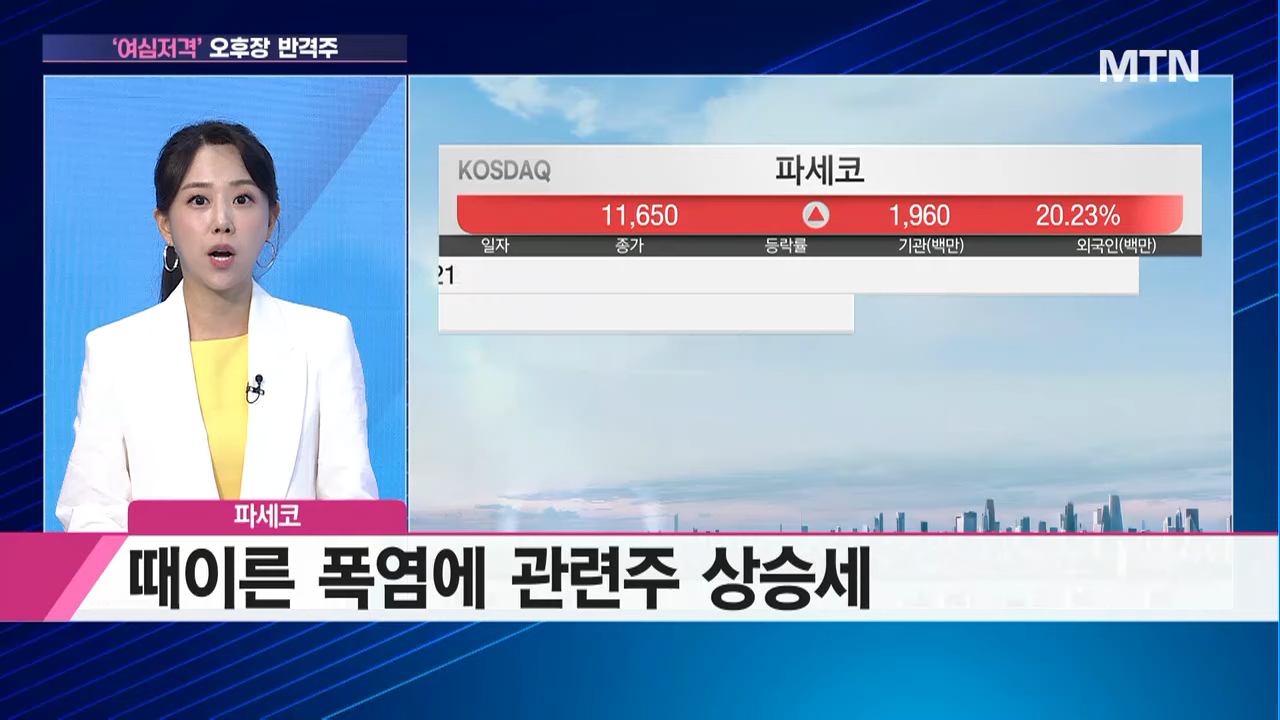 ‘여심저격’ 오후장 반격주
MTN
KOSDAQ 파세코
11,650 1,960 20.23%
일자 종가 등락률 기관(백만) 외국인(백만)
21
파세코
때이른 폭염에 관련주 상승세